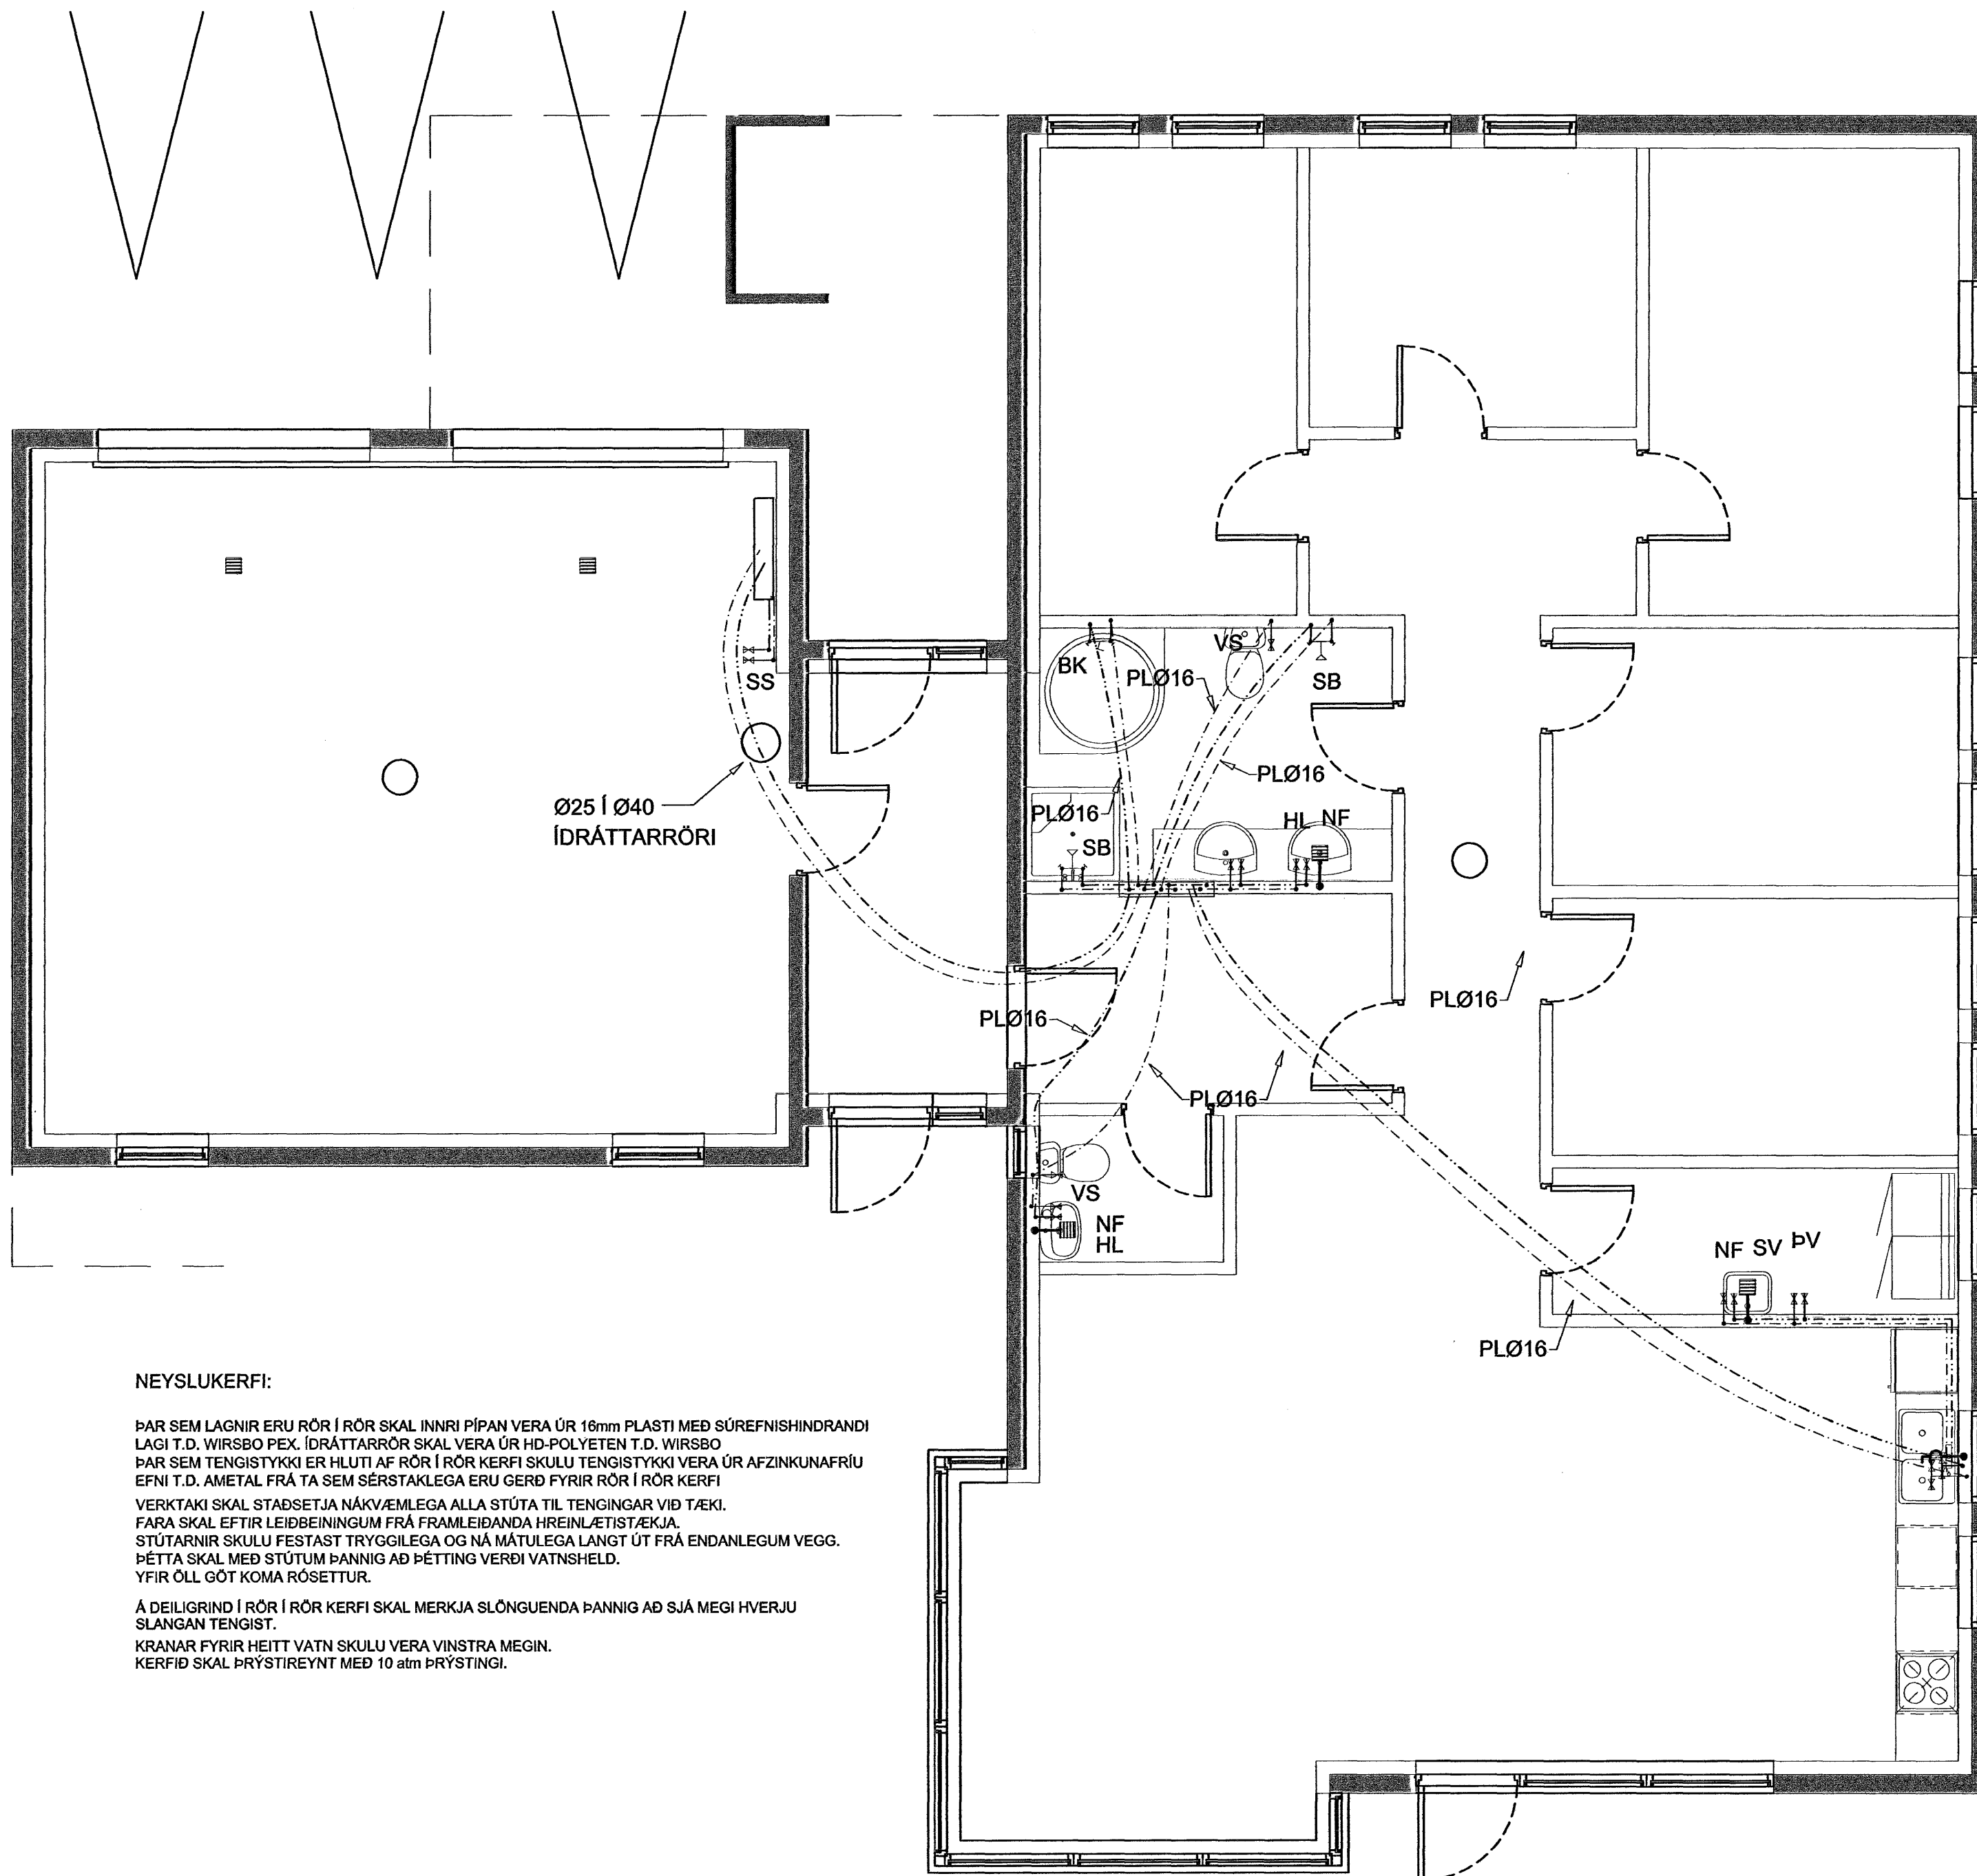 VS
BK
PLØ16
SB
SS
PLØ16
Ø25 Í Ø40
ÍDRÁTTARRÖRI
PLØ16
HL NF
SB
PLØ16
PLØ16
PLØ16
VS
NF
HL
NF SV ÞV
PLØ16
NEYSLUKERFI:
ÞAR SEM LAGNIR ERU RÖR Í RÖR SKAL INNRI PÍPAN VERA ÚR 16mm PLASTI MEÐ SÚREFNISHINDRANDI
LAGI T.D. WIRSBO PEX. ÍDRÁTTARRÖR SKAL VERA ÚR HD-POLYETEN T.D. WIRSBO
ÞAR SEM TENGISTYKKI ER HLUTI AF RÖR Í RÖR KERFI SKULU TENGISTYKKI VERA ÚR AFZINKUNAFRÍU
EFNI T.D. AMETAL FRÁ TA SEM SÉRSTAKLEGA ERU GERÐ FYRIR RÖR Í RÖR KERFI
VERKTAKI SKAL STAÐSETJA NÁKVÆMLEGA ALLA STÚTA TIL TENGINGAR VIÐ TÆKI.
FARA SKAL EFTIR LEIÐBEININGUM FRÁ FRAMLEIÐANDA HREINLÆTISTÆKJA.
STÚTARNIR SKULU FESTAST TRYGGILEGA OG NÁ MÁTULEGA LANGT ÚT FRÁ ENDANLEGUM VEGG.
ÞÉTTA SKAL MEÐ STÚTUM ÞANNIG AÐ ÞÉTTING VERÐI VATNSHELD.
YFIR ÖLL GÖT KOMA RÓSETTUR.
Á DEILIGRIND Í RÖR Í RÖR KERFI SKAL MERKJA SLÖNGUENDA ÞANNIG AÐ SJÁ MEGI HVERJU
SLANGAN TENGIST.
KRANAR FYRIR HEITT VATN SKULU VERA VINSTRA MEGIN.
KERFIÐ SKAL ÞRÝSTIREYNT MEÐ 10 atm ÞRÝSTINGI.